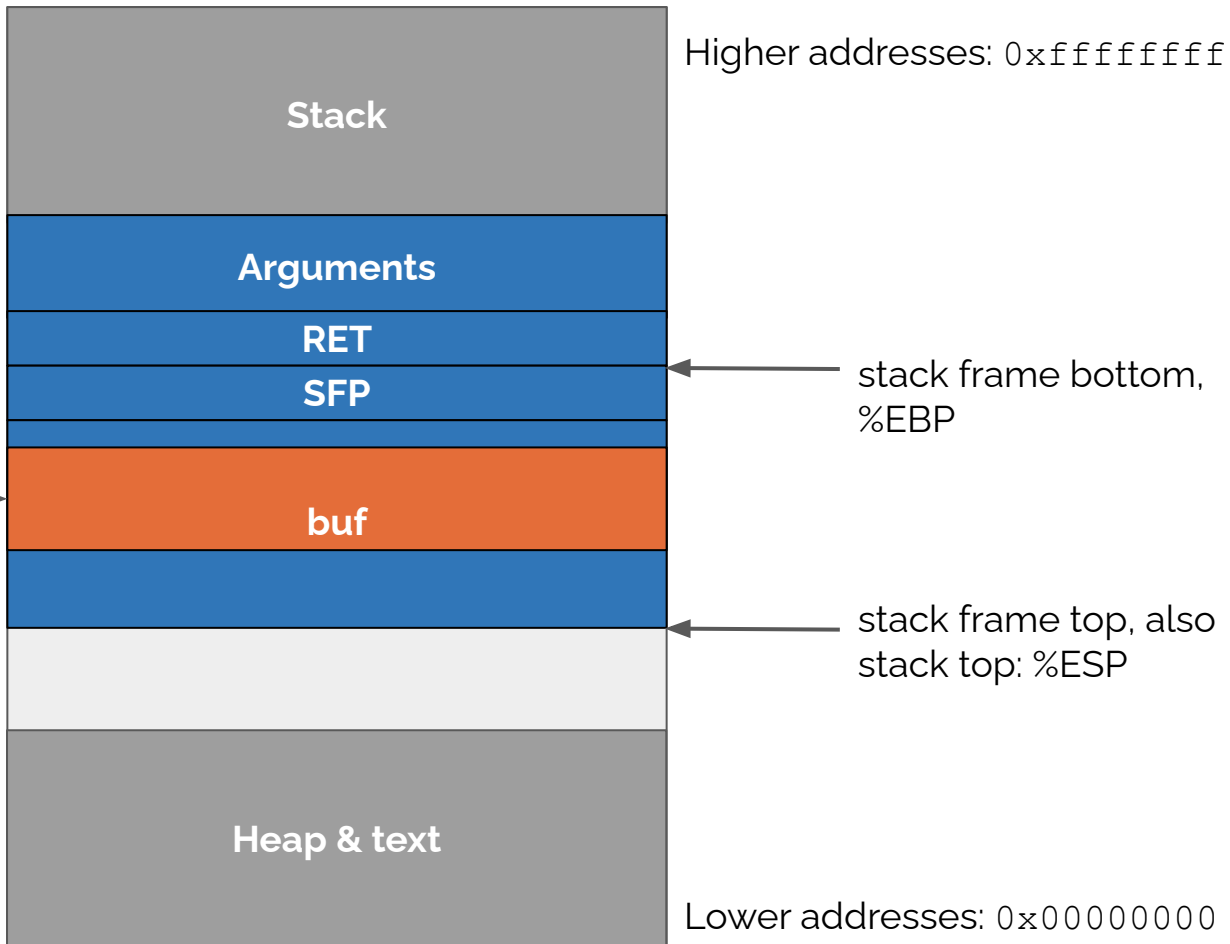 Higher addresses: 0xffffffff
Stack
Arguments
RET
stack frame bottom,
%EBP
SFP
buf
stack frame top, also
stack top: %ESP
Heap & text
Lower addresses: 0x00000000